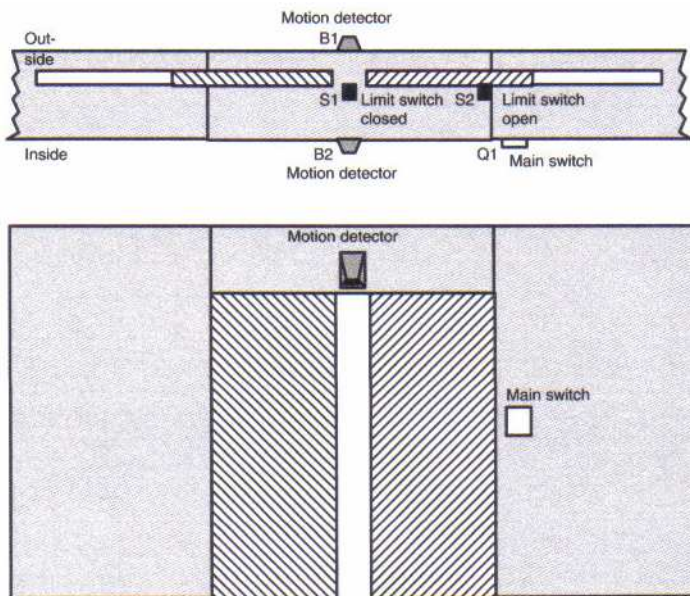 Motion detector
B1
Out-
side
S1
Limit switch
closed
S2
Limit switch
open
Inside
B2
Motion detector
Q1
Main switch
Motion detector
Main switch